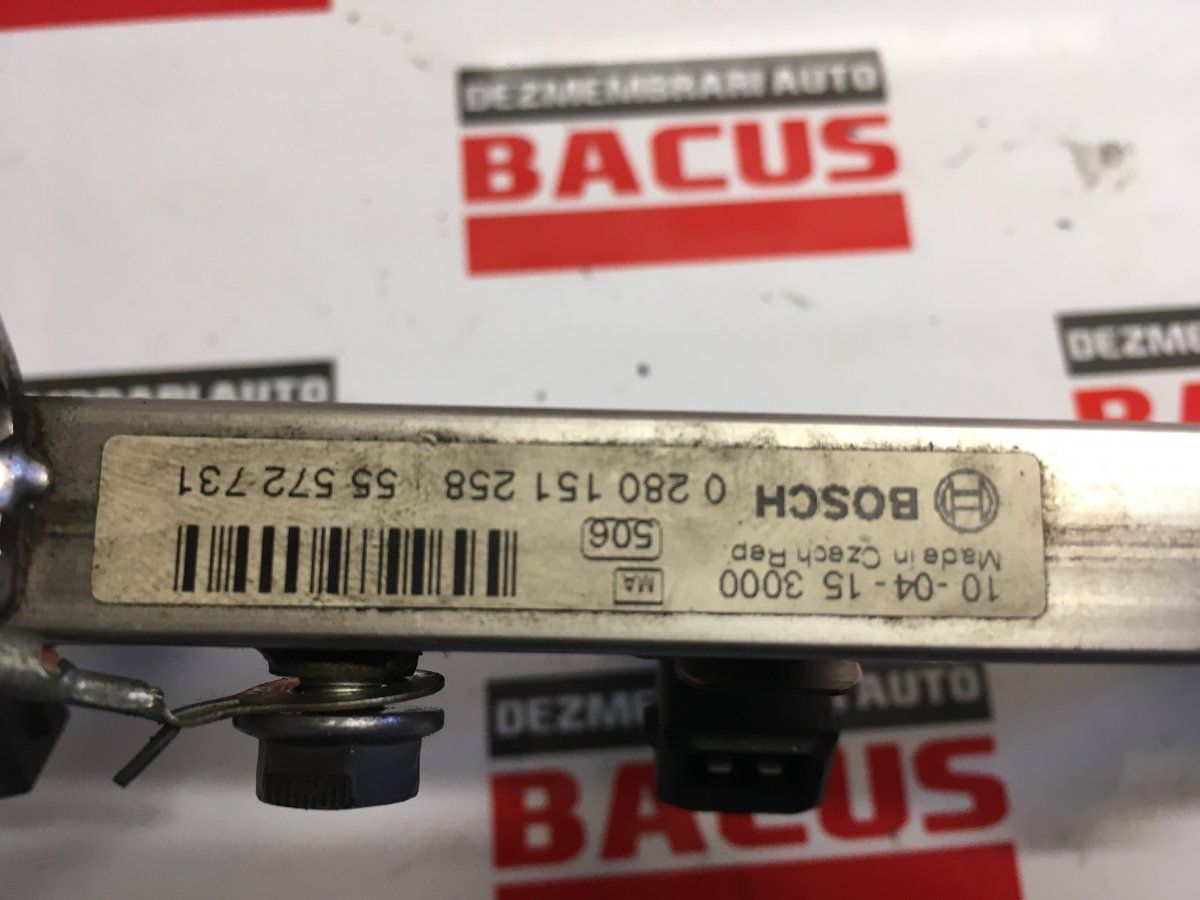 BACUS
DEZMEMBRARI AUTO
BACUS
DEZMEMBRARI AUTO
BOSCH 0 280 151 258 55 572 731
Made in Czech Rep. 506
10 -04 - 15 3000 MA
AUTO
BACUS